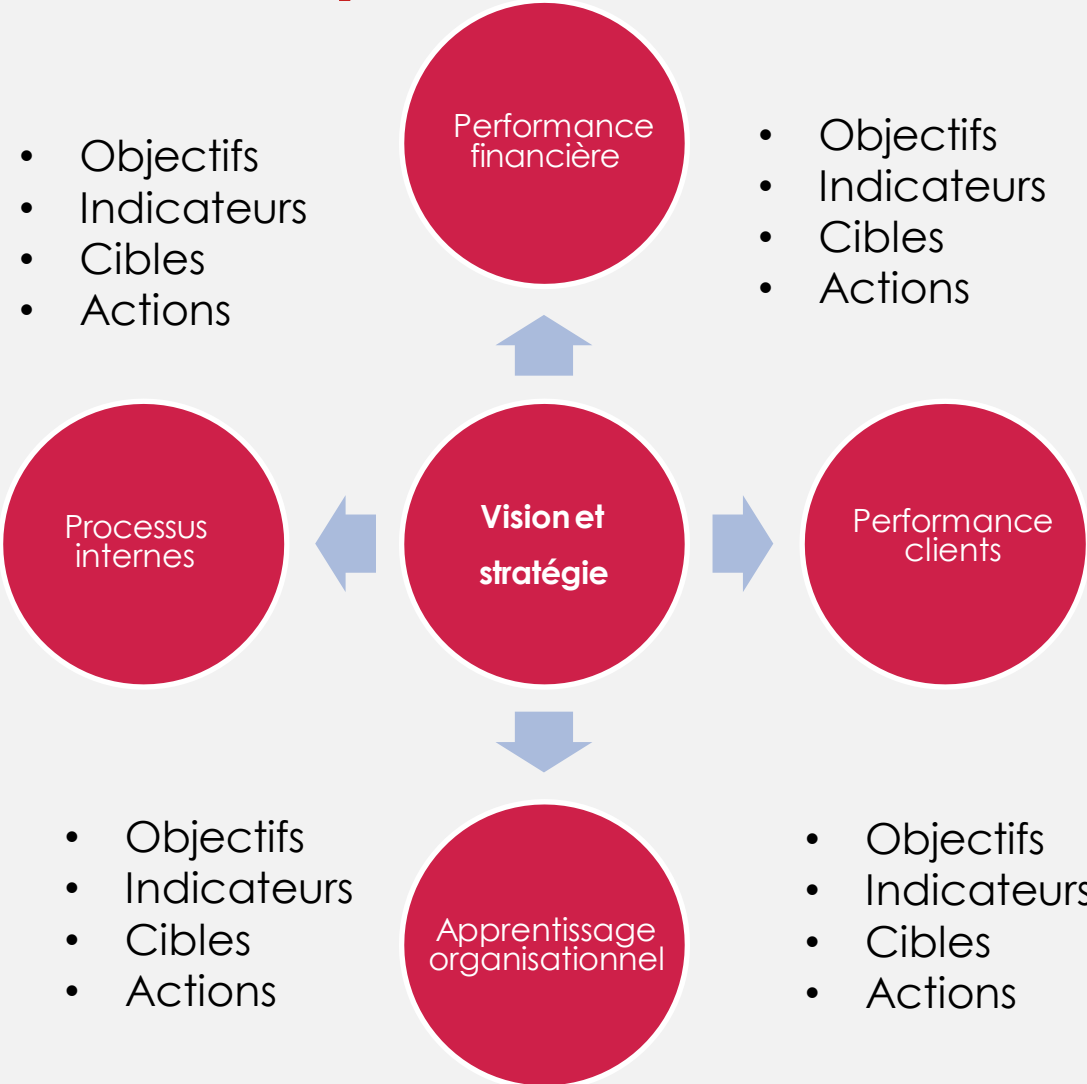 Performance
financière
• Objectifs
• Indicateurs
• Cibles
• Actions
• Objectifs
• Indicateurs
• Cibles
• Actions
Processus
internes
Vision et
stratégie
Performance
clients
• Objectifs
• Indicateurs
• Cibles
• Actions
Apprentissage
organisationnel
• Objectifs
• Indicateurs
• Cibles
• Actions